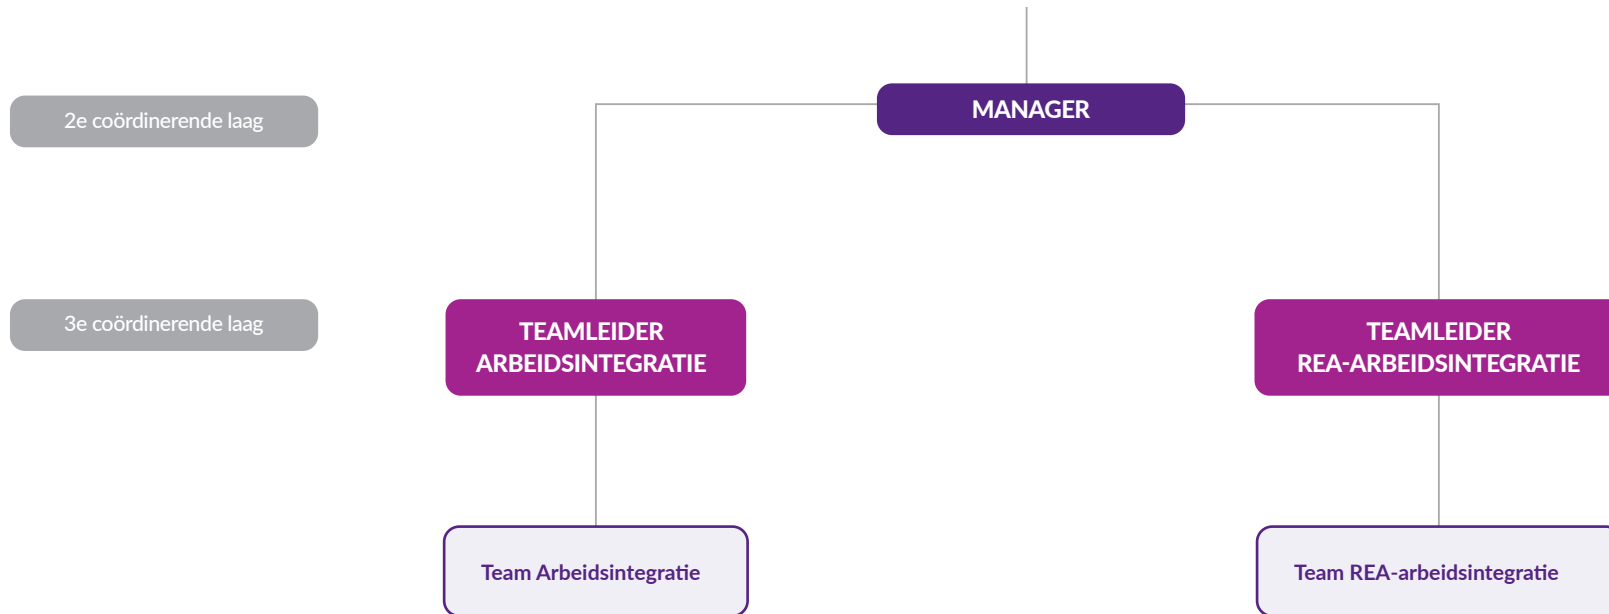 2e coördinerende laag
MANAGER
3e coördinerende laag
TEAMLEIDER
ARBEIDSINTEGRATIE
TEAMLEIDER
REA-ARBEIDSINTEGRATIE
Team Arbeidsintegratie
Team REA-arbeidsintegratie